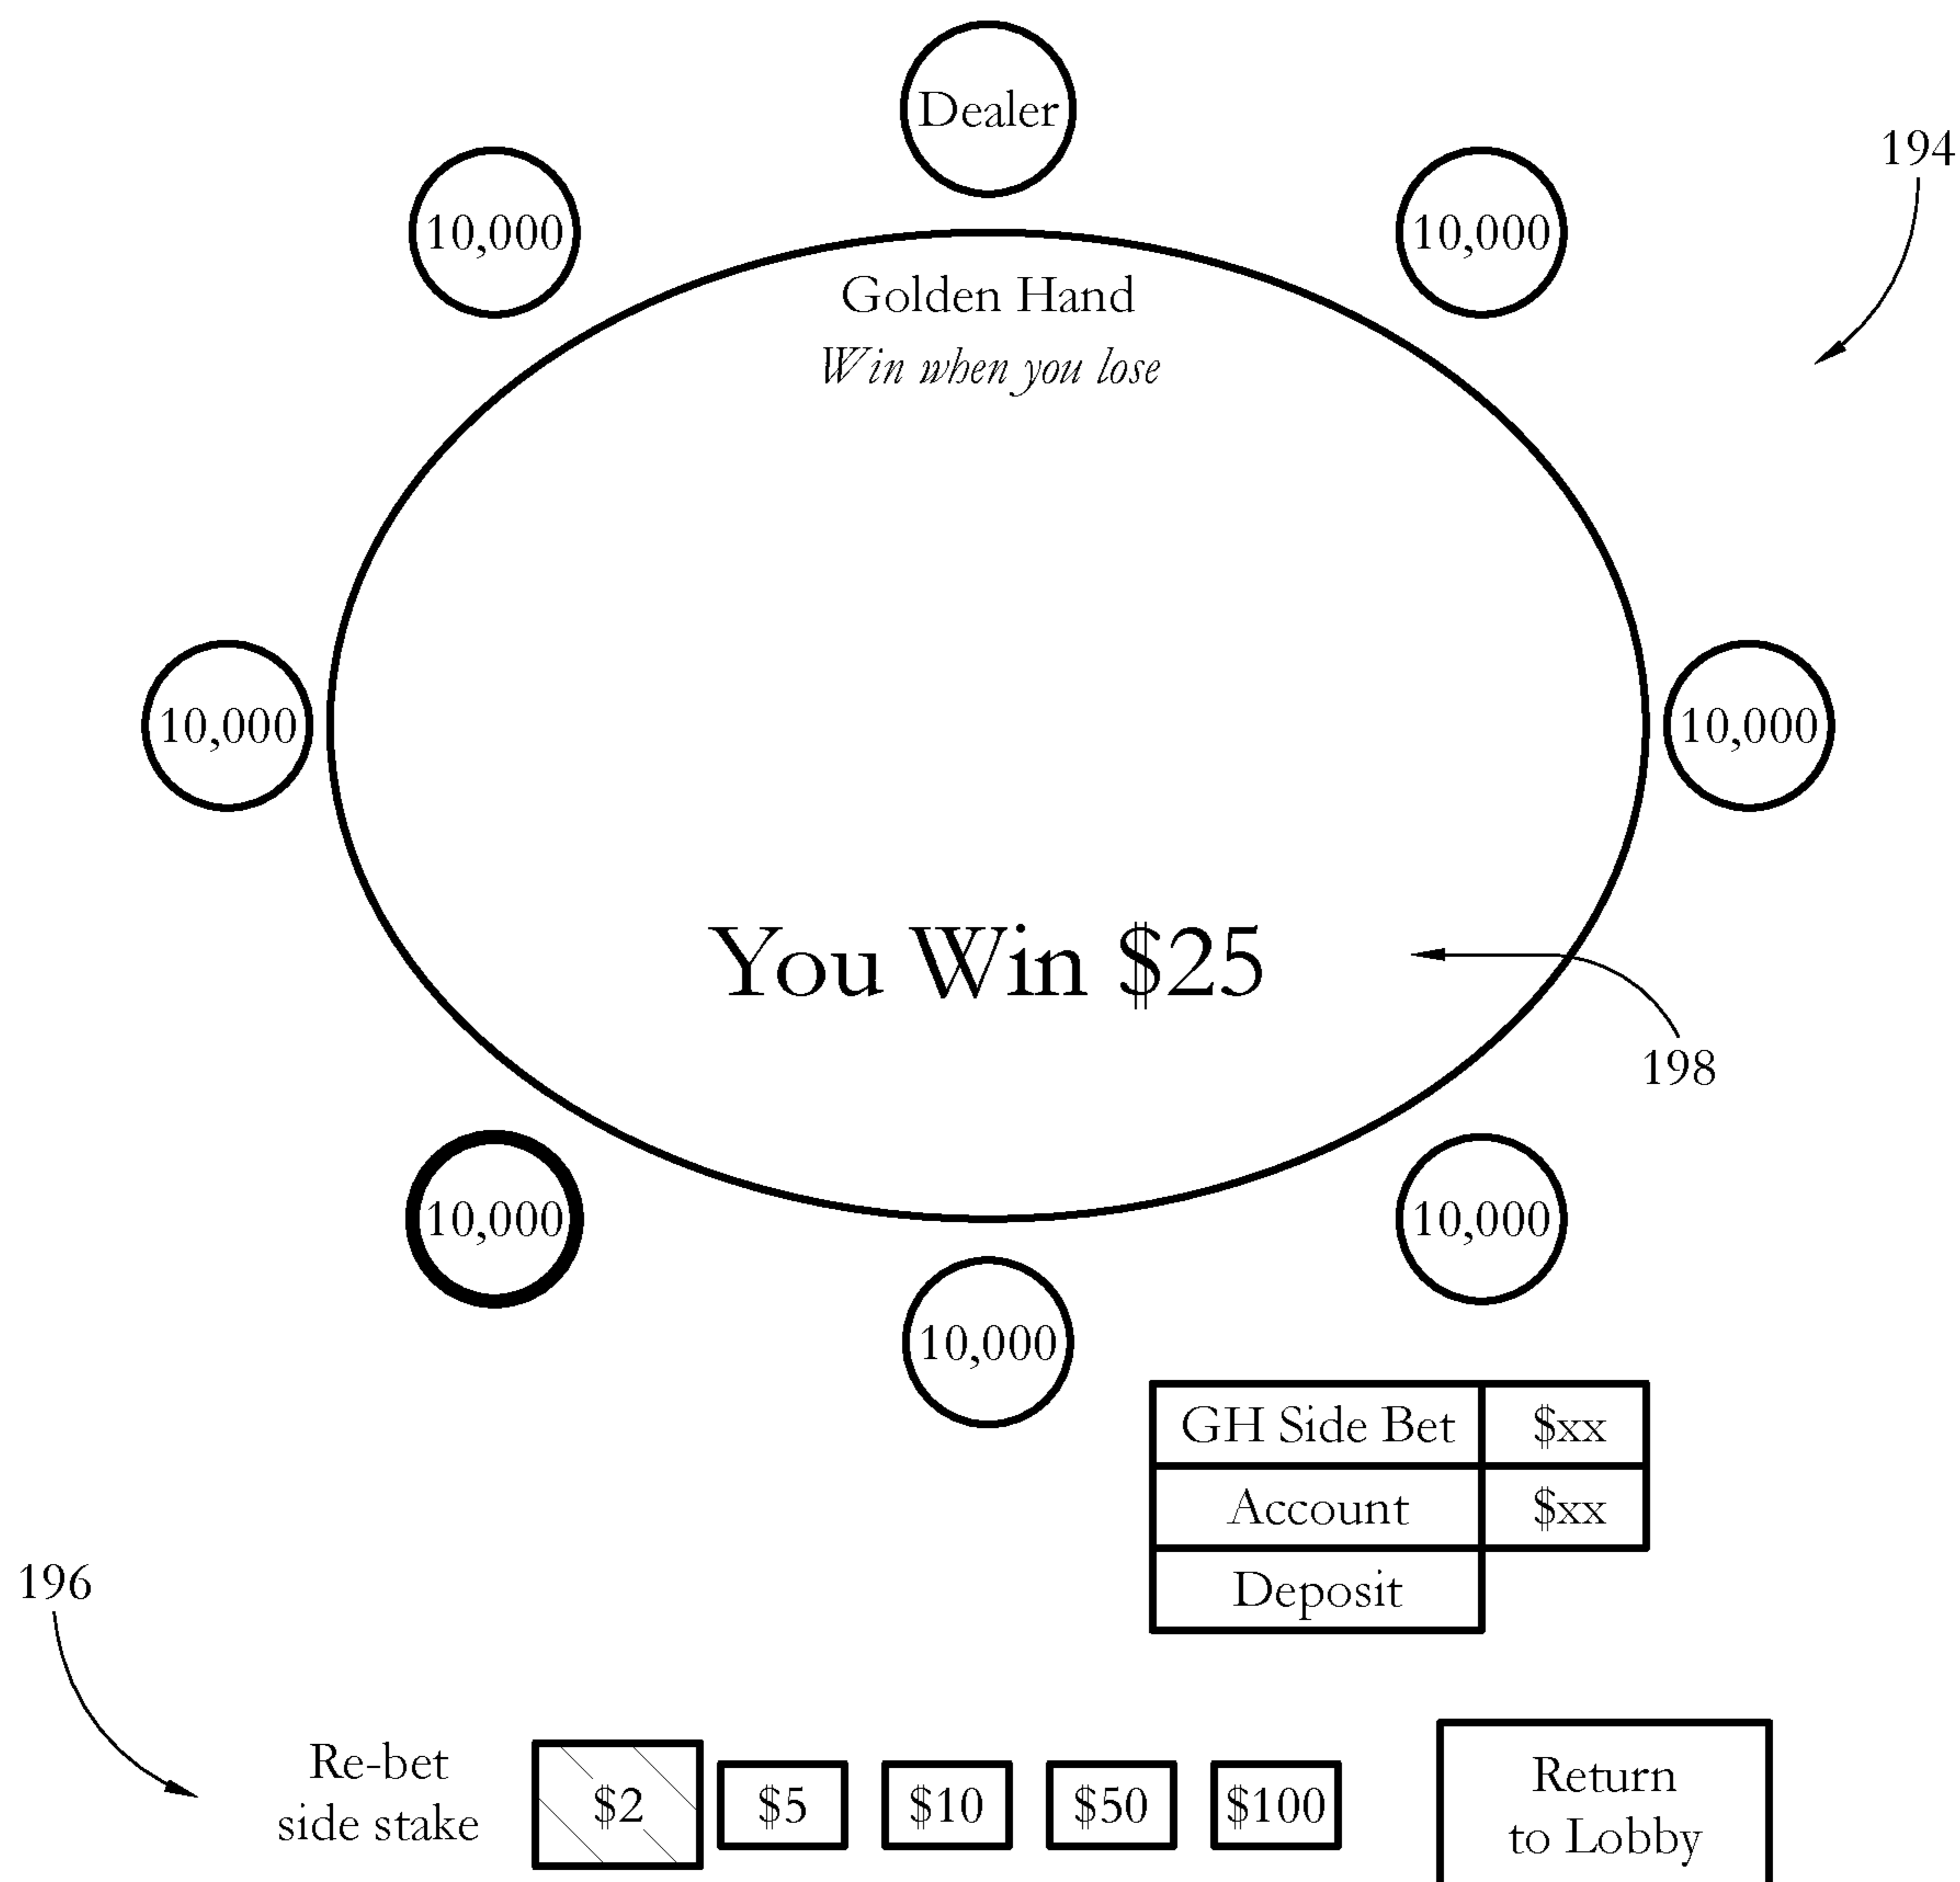 Dealer
194
10,000
10,000
Golden Hand
Win when you lose
10,000
10,000
You Win $25
198
10,000
10,000
10,000
GH Side Bet $xx
Account $xx
Deposit
196
Re-bet
side stake
$2
$5
$10
$50
$100
Return
to Lobby